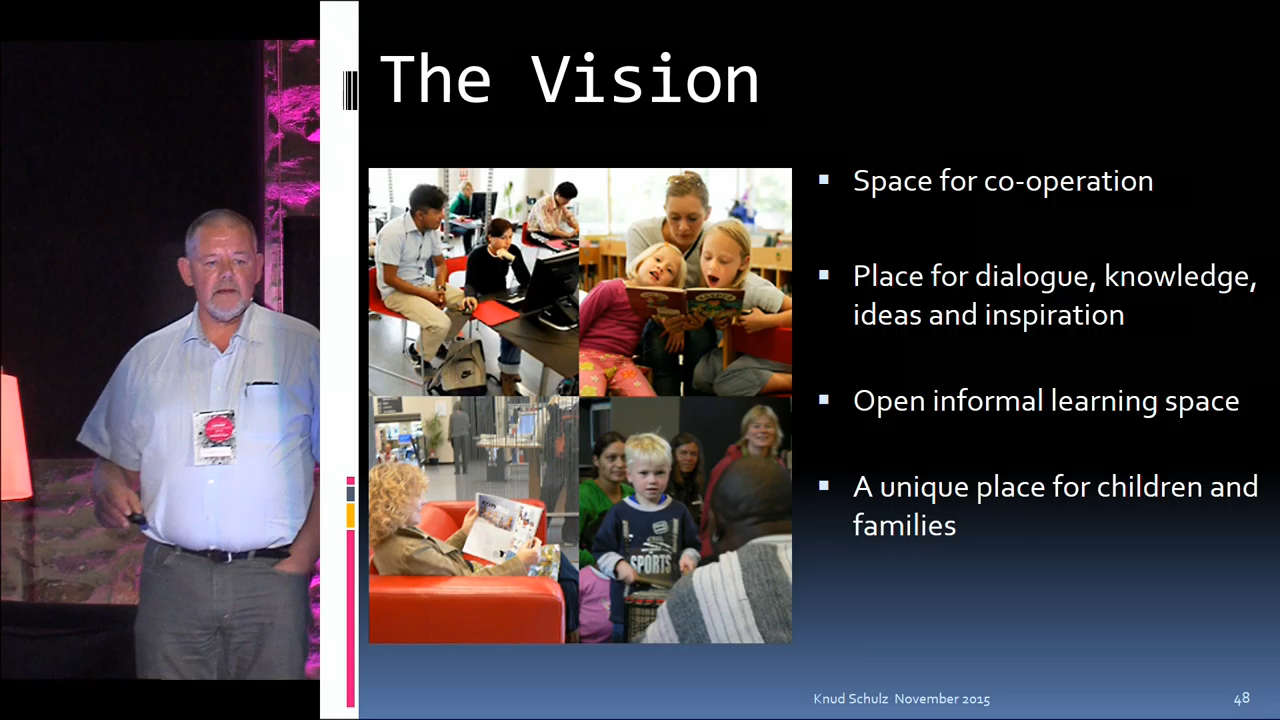 The Vision
Space for co-operation
Place for dialogue, knowledge,
ideas and inspiration
Open informal learning space
A unique place for children and
families
SPORTS
Knud Schulz November 2015
48